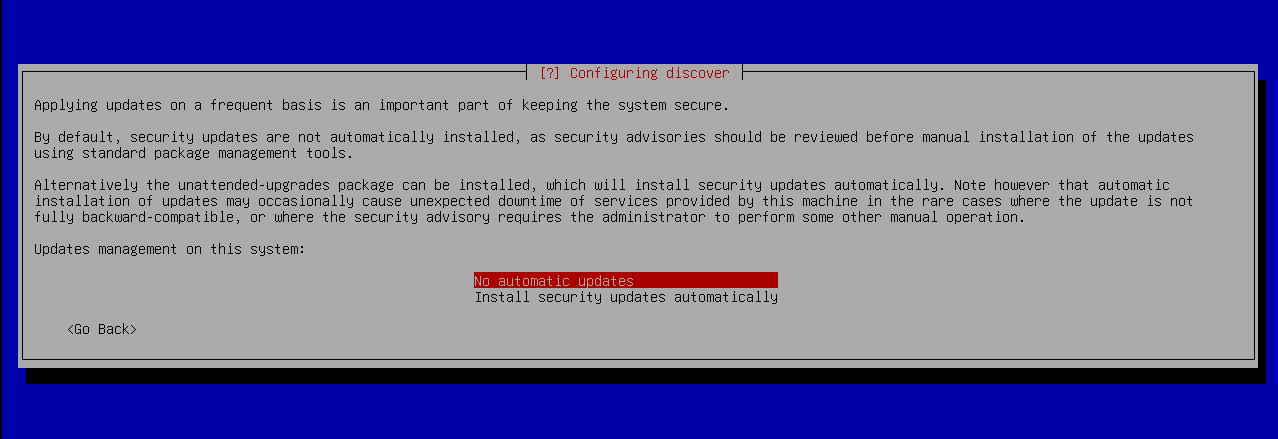 [?] Configuring discover
Applying updates on a frequent basis is an important part of keeping the system secure.
By default, security updates are not automatically installed, as security advisories should be reviewed before manual installation of the updates
using standard package management tools.
Alternatively the unattended-upgrades package can be installed, which will install security updates automatically. Note however that automatic
installation of updates may occasionally cause unexpected downtime of services provided by this machine in the rare cases where the update is not
fully backward-compatible, or where the security advisory requires the administrator to perform some other manual operation.
Updates management on this system:
No automatic updates
Install security updates automatically
<Go Back>